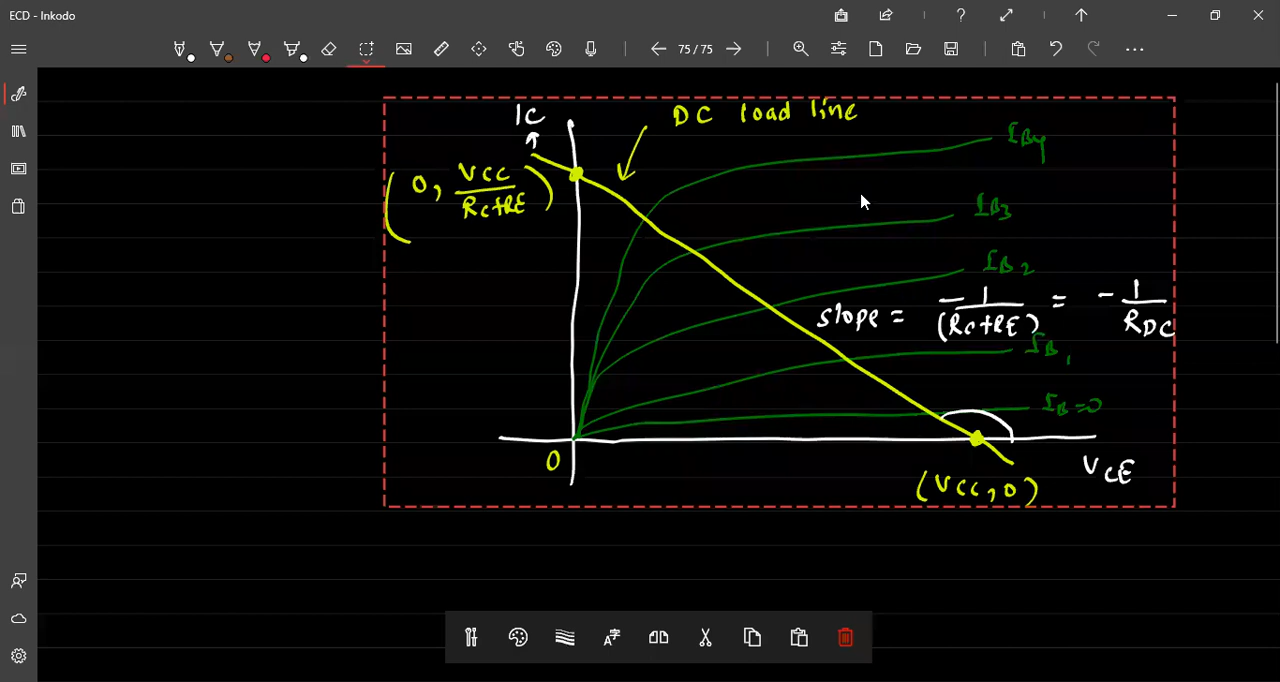 ECD - Inkodo
75 / 75
IC
DC load line
(0, VCC/(RC+RE))
IB4
IB3
IB2
slope = -1/(RC+RE) = -1/RDC
IB1
IB=0
0
VCE
(VCC, 0)